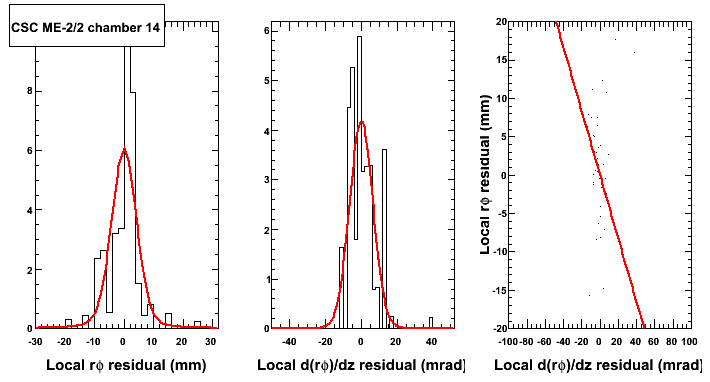 CSC ME-2/2 chamber 14
8
6
4
2
0
-30 -20 -10 0 10 20 30
Local rϕ residual (mm)
6
5
4
3
2
1
0
-40 -20 0 20 40
Local d(rϕ)/dz residual (mrad)
Local rϕ residual (mm)
20
15
10
5
0
-5
-10
-15
-20
-100 -80 -60 -40 -20 0 20 40 60 80 100
Local d(rϕ)/dz residual (mrad)